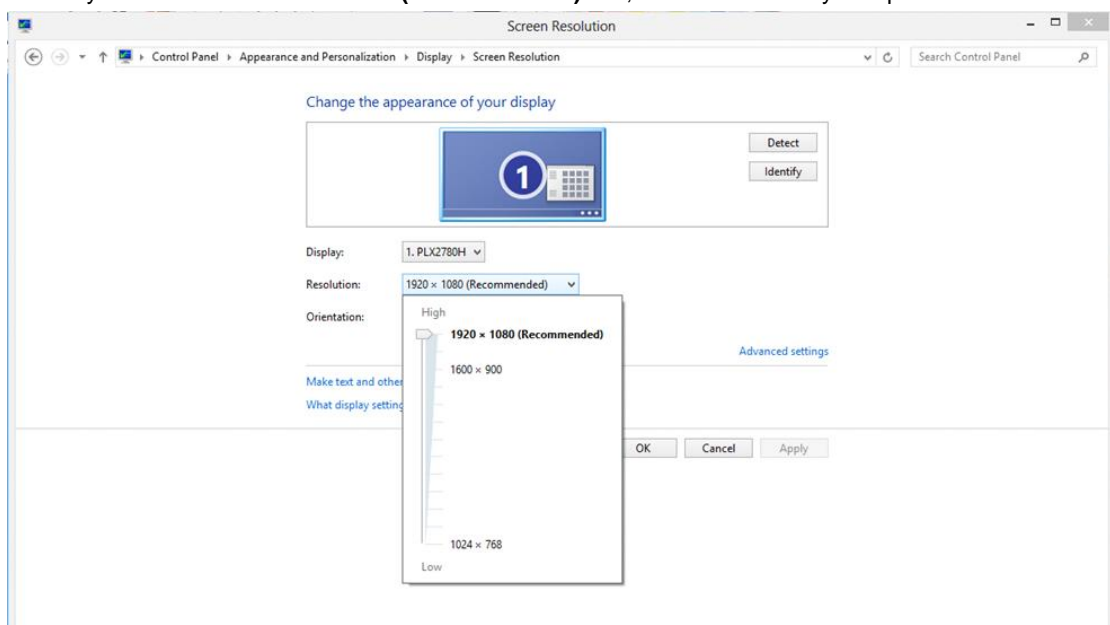 Screen Resolution
Control Panel Appearance and Personalization Display Screen Resolution
Search Control Panel
Change the appearance of your display
1
Detect
Identify
Display: 1. PLX2780H
Resolution: 1920 × 1080 (Recommended)
Orientation:
High
1920 × 1080 (Recommended)
1600 × 900
1024 × 768
Low
Advanced settings
Make text and other
What display setting
OK Cancel Apply